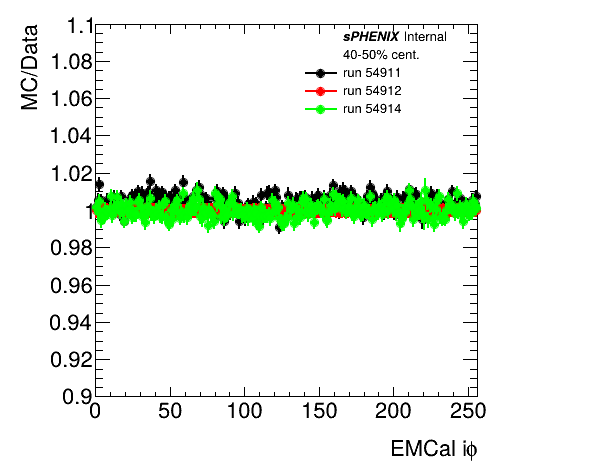 MC/Data
1.1
1.08
1.06
1.04
1.02
1
0.98
0.96
0.94
0.92
0.9
sPHENIX Internal
40-50% cent.
run 54911
run 54912
run 54914
0 50 100 150 200 250
EMCal iϕ